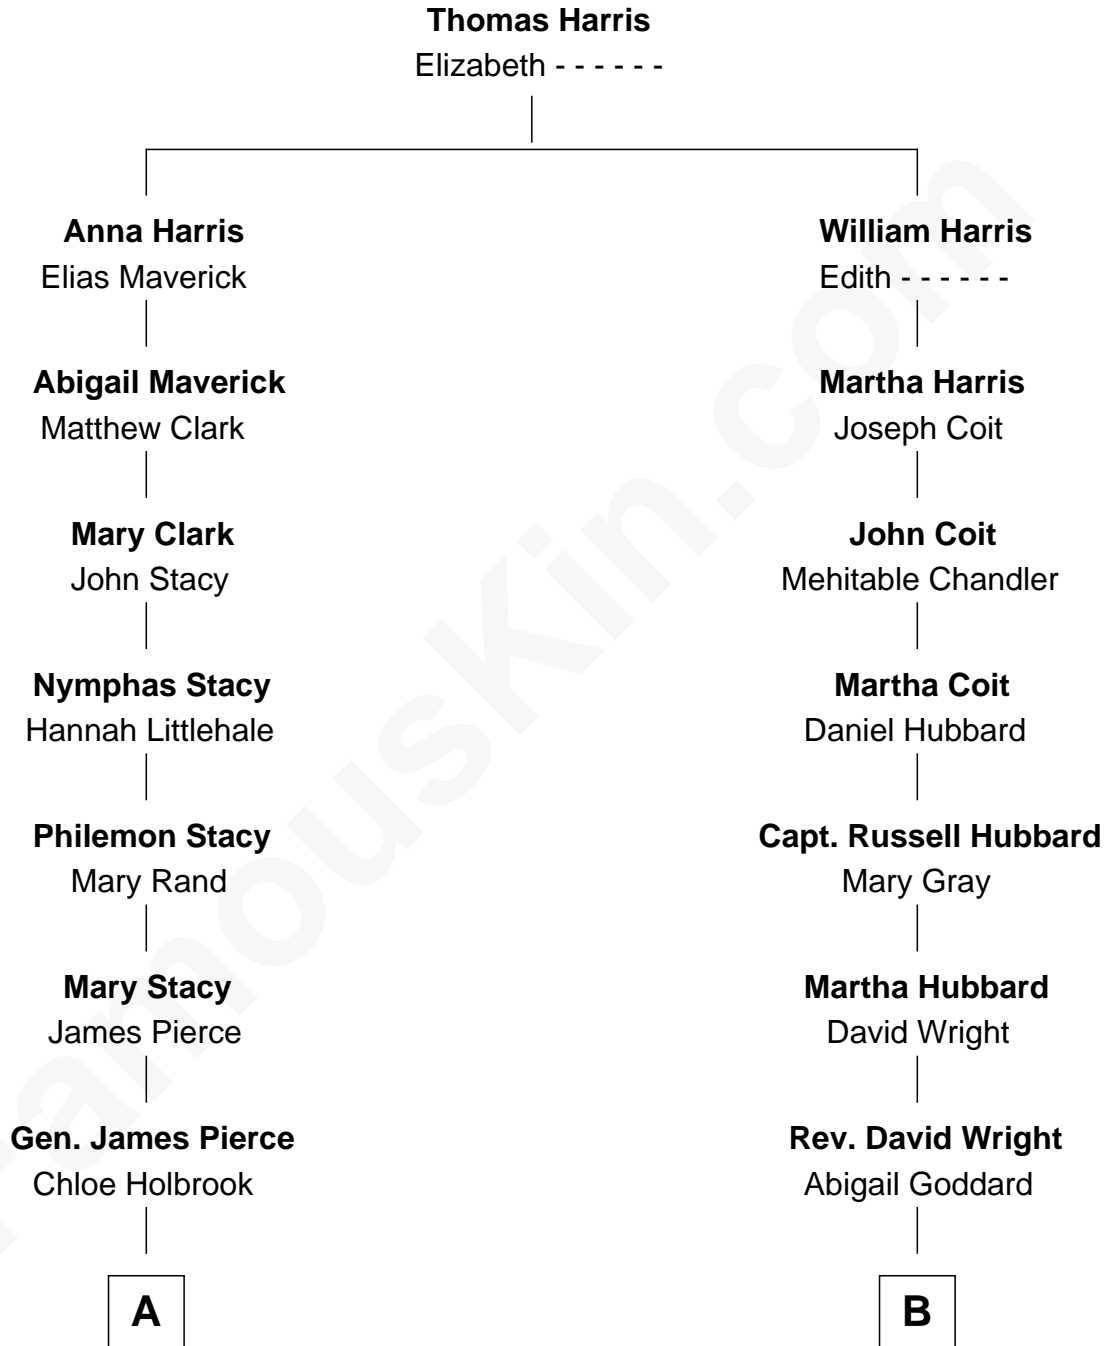 Thomas Harris
Elizabeth - - - - - -
Anna Harris
Elias Maverick
William Harris
Edith - - - - - -
Abigail Maverick
Matthew Clark
Martha Harris
Joseph Coit
Mary Clark
John Stacy
John Coit
Mehitable Chandler
Nymphas Stacy
Hannah Littlehale
Martha Coit
Daniel Hubbard
Philemon Stacy
Mary Rand
Capt. Russell Hubbard
Mary Gray
Mary Stacy
James Pierce
Martha Hubbard
David Wright
Gen. James Pierce
Chloe Holbrook
Rev. David Wright
Abigail Goddard
A
B
FamousKin.com